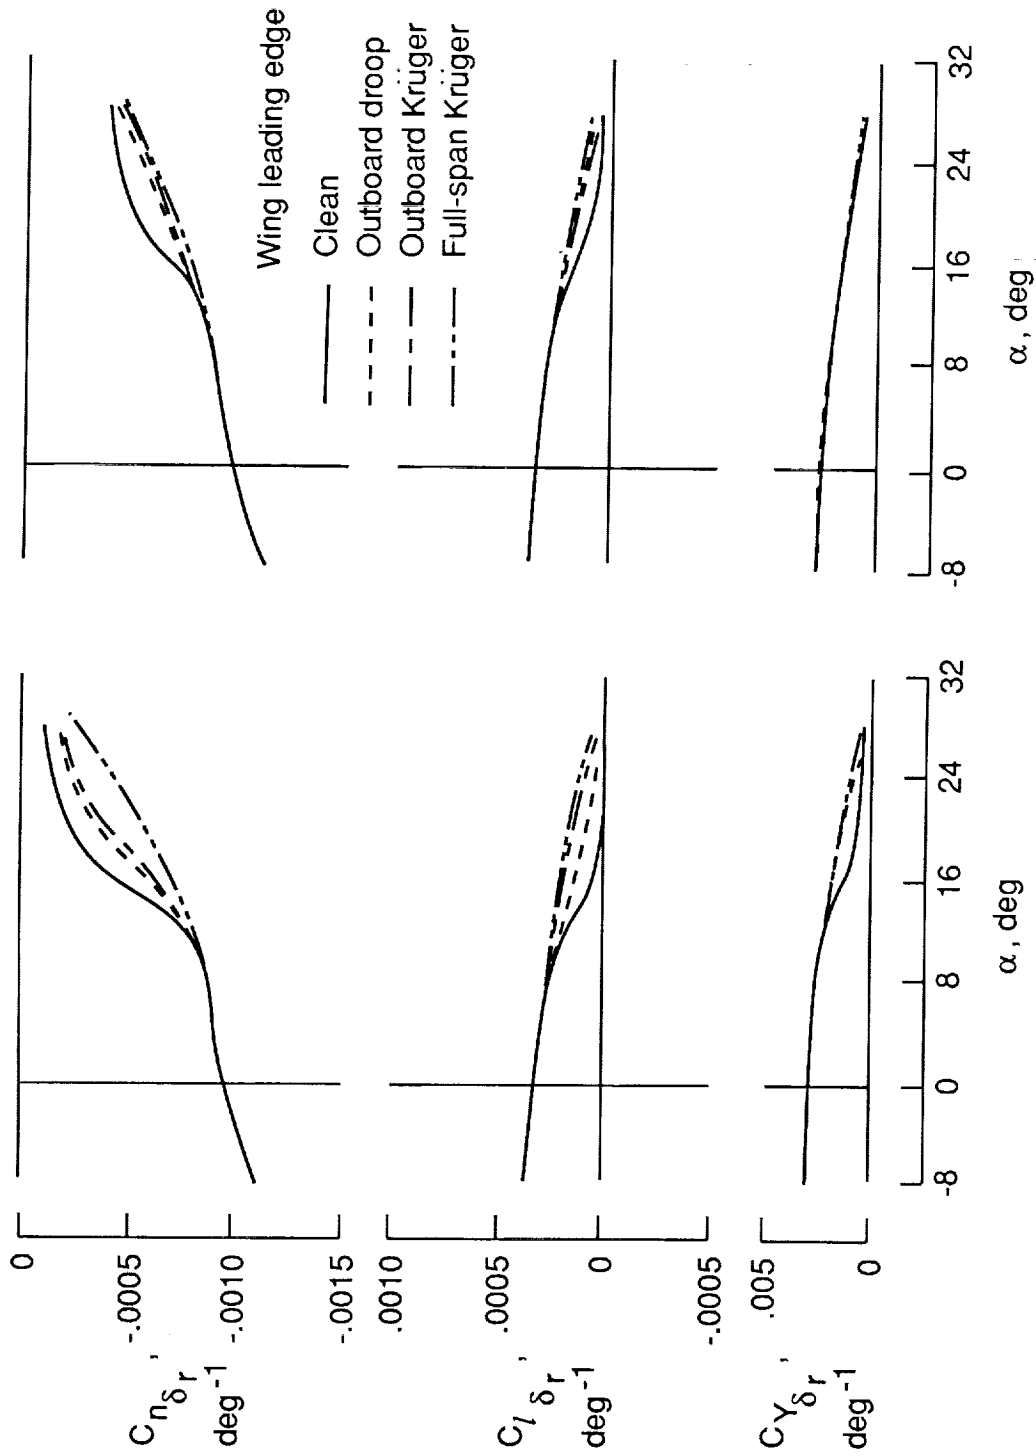 Wing leading edge
Clean
Outboard droop
Outboard Krüger
Full-span Krüger
0
-.0005
-.0010
-.0015
C_{n_{δ_r}},
deg^{-1}
.0010
.0005
0
-.0005
C_{l_{δ_r}},
deg^{-1}
.005
0
C_{Y_{δ_r}},
deg^{-1}
-8 0 8 16 24 32
α, deg
-8 0 8 16 24 32
α, deg